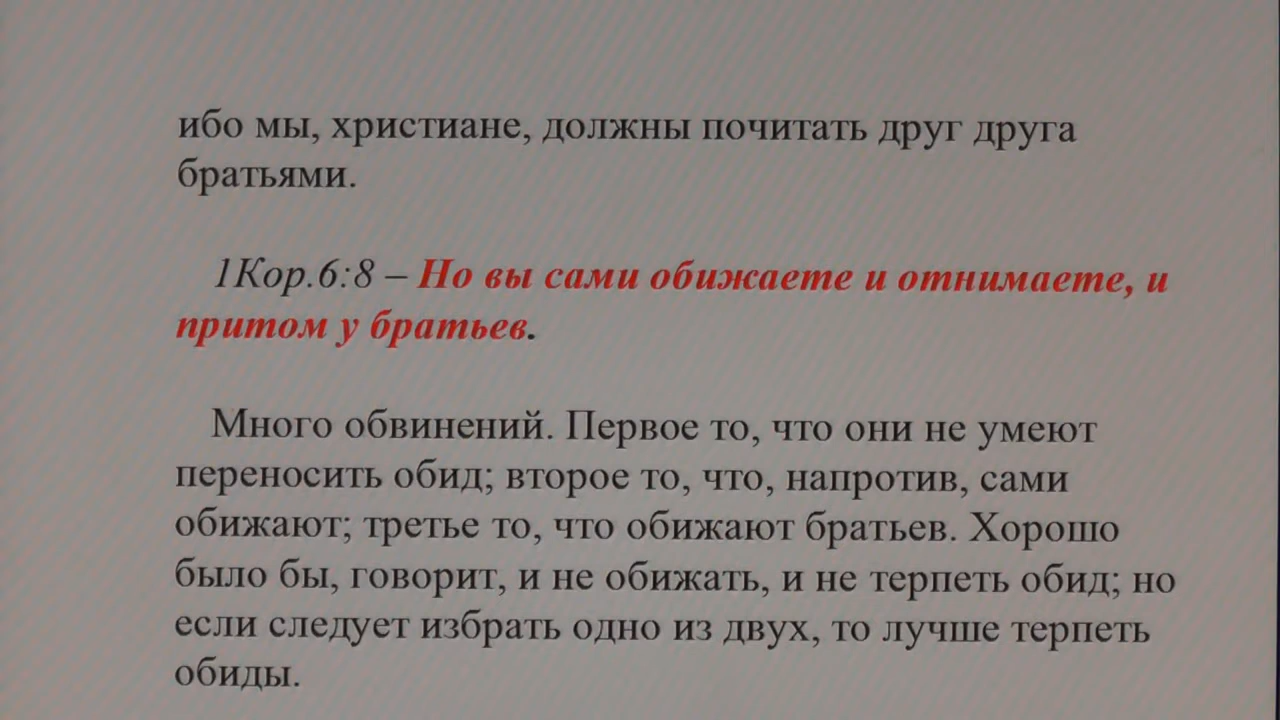 ибо мы, христиане, должны почитать друг друга
братьями.
1Кор.6:8 – Но вы сами обижаете и отнимаете, и
притом у братьев.
Много обвинений. Первое то, что они не умеют
переносить обид; второе то, что, напротив, сами
обижают; третье то, что обижают братьев. Хорошо
было бы, говорит, и не обижать, и не терпеть обид; но
если следует избрать одно из двух, то лучше терпеть
обиды.